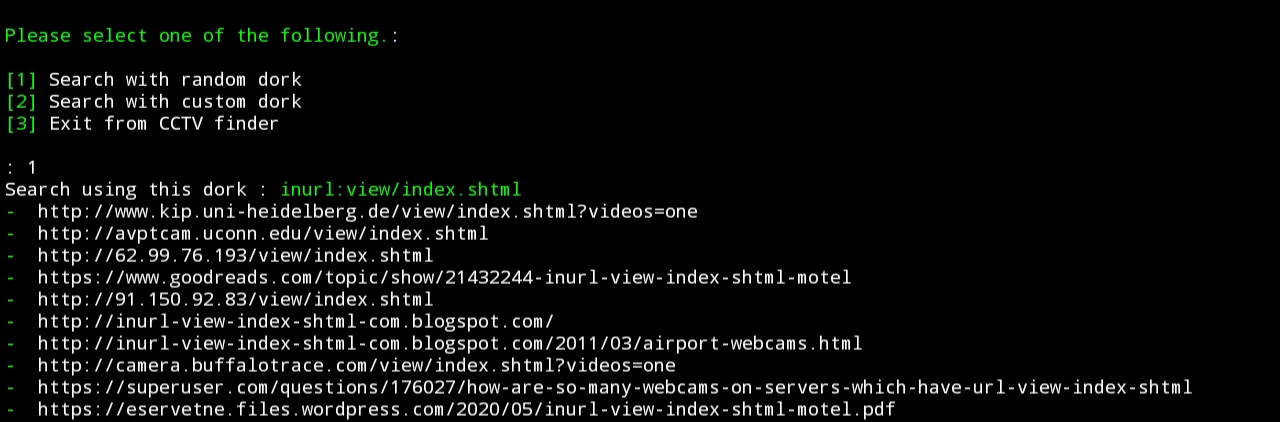 Please select one of the following.:
[1] Search with random dork
[2] Search with custom dork
[3] Exit from CCTV finder
: 1
Search using this dork : inurl:view/index.shtml
- http://www.kip.uni-heidelberg.de/view/index.shtml?videos=one
- http://avptcam.uconn.edu/view/index.shtml
- http://62.99.76.193/view/index.shtml
- https://www.goodreads.com/topic/show/21432244-inurl-view-index-shtml-motel
- http://91.150.92.83/view/index.shtml
- http://inurl-view-index-shtml-com.blogspot.com/
- http://inurl-view-index-shtml-com.blogspot.com/2011/03/airport-webcams.html
- http://camera.buffalotrace.com/view/index.shtml?videos=one
- https://superuser.com/questions/176027/how-are-so-many-webcams-on-servers-which-have-url-view-index-shtml
- https://eservetne.files.wordpress.com/2020/05/inurl-view-index-shtml-motel.pdf